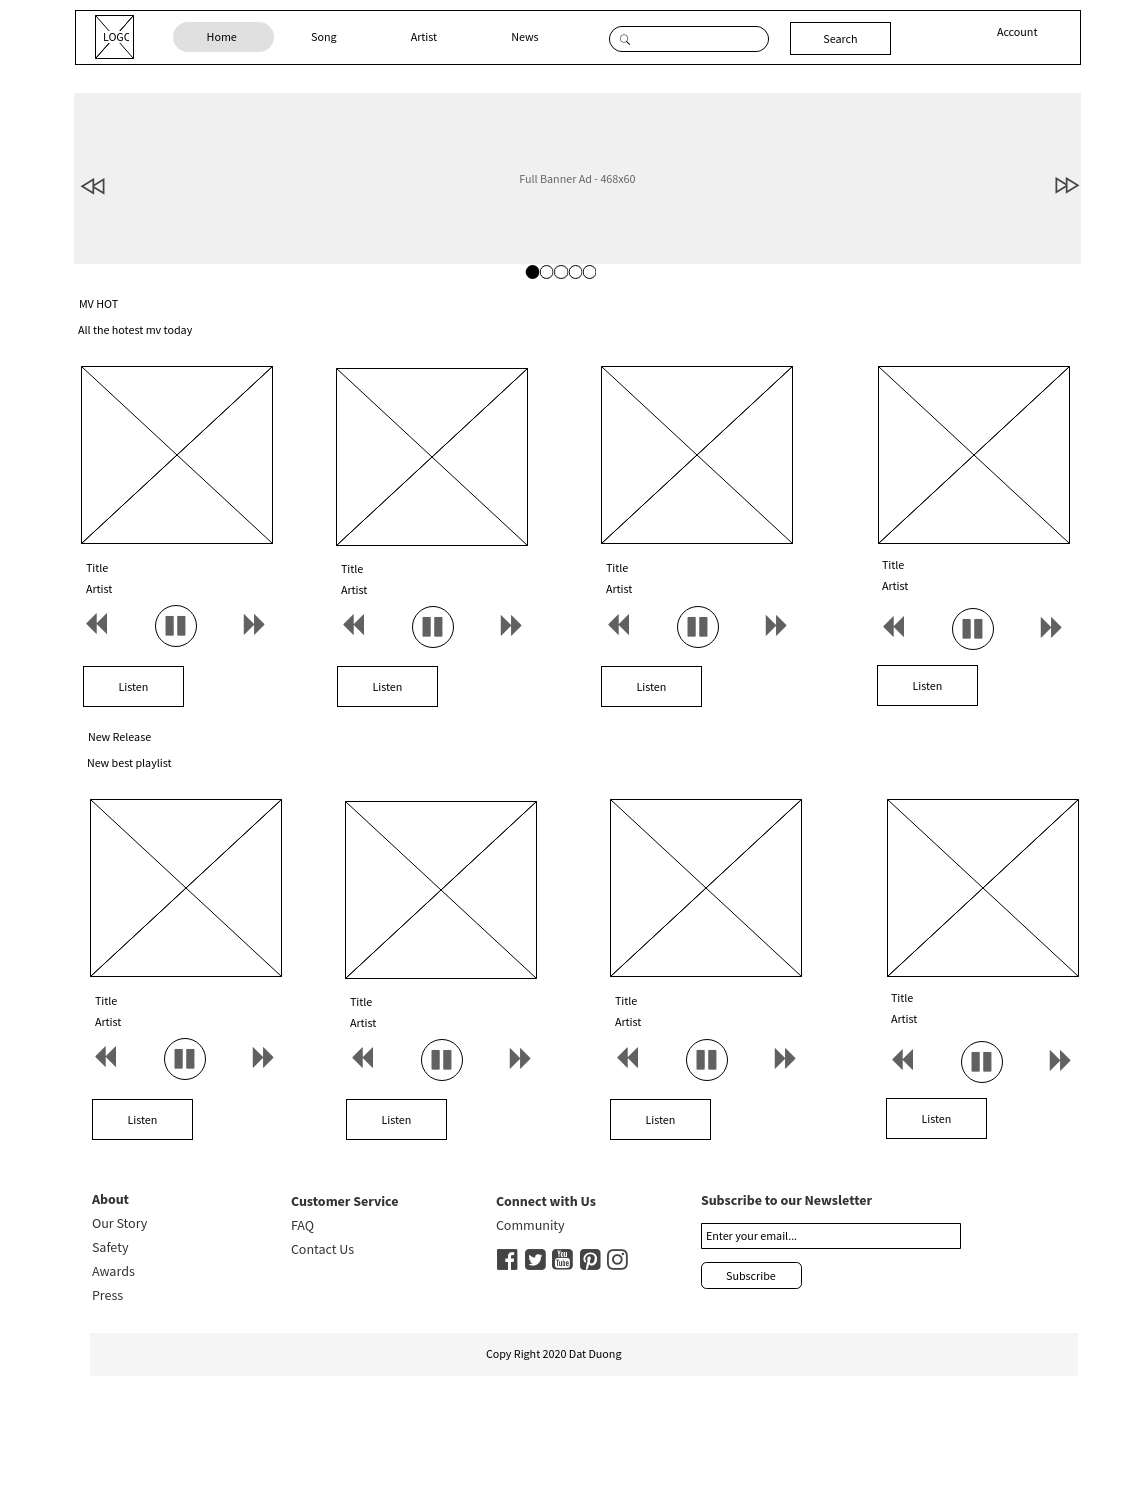 LOGO
Home
Song
Artist
News
Search
Account
Full Banner Ad - 468x60
MV HOT
All the hotest mv today
Title
Artist
Listen
Title
Artist
Listen
Title
Artist
Listen
Title
Artist
Listen
New Release
New best playlist
Title
Artist
Listen
Title
Artist
Listen
Title
Artist
Listen
Title
Artist
Listen
About
Our Story
Safety
Awards
Press
Customer Service
FAQ
Contact Us
Connect with Us
Community
You
Tube
Subscribe to our Newsletter
Enter your email...
Subscribe
Copy Right 2020 Dat Duong